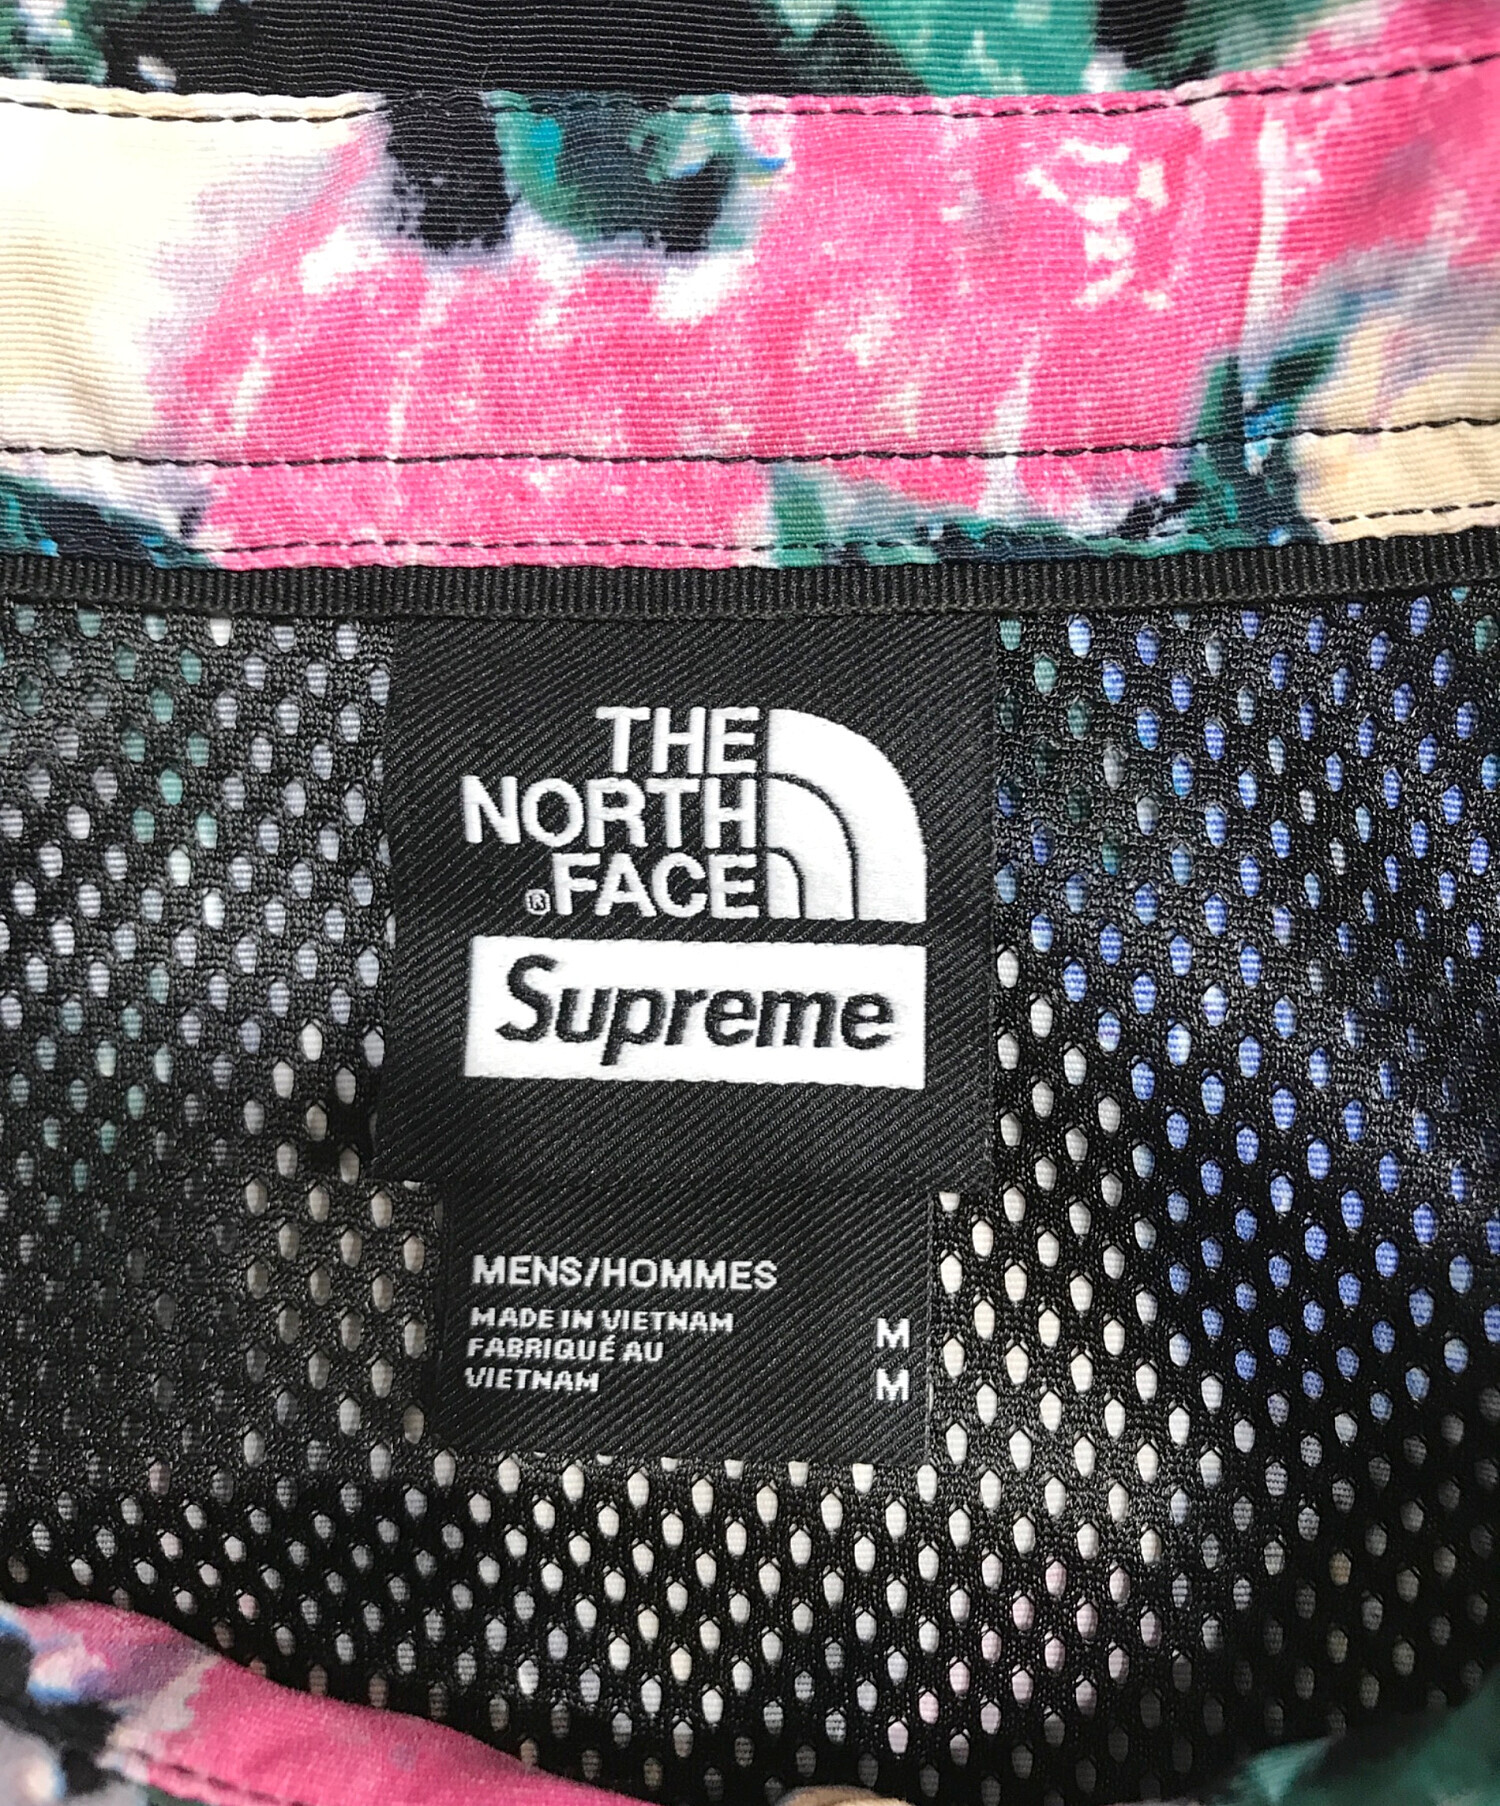 THE
NORTH
®FACE
Supreme
MENS/HOMMES
MADE IN VIETNAM M
FABRIQUÉ AU
VIETNAM M